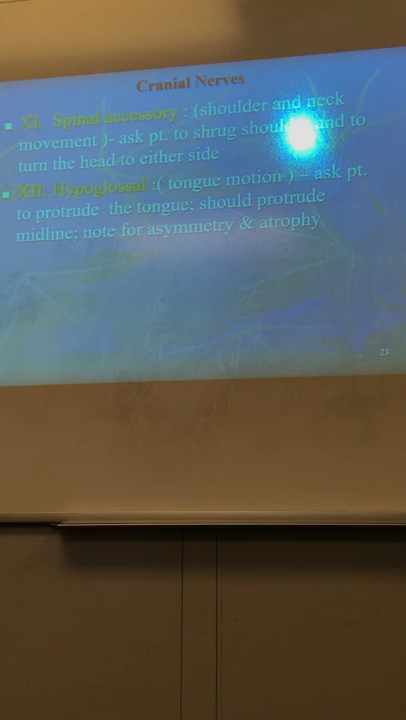 Cranial Nerves
XI. Spinal accessory : (shoulder and neck
movement )- ask pt. to shrug and to
turn the head to either side
XII. Hypoglossal :( tongue motion ) – ask pt.
to protrude the tongue; should protrude
midline; note for asymmetry & atrophy
23